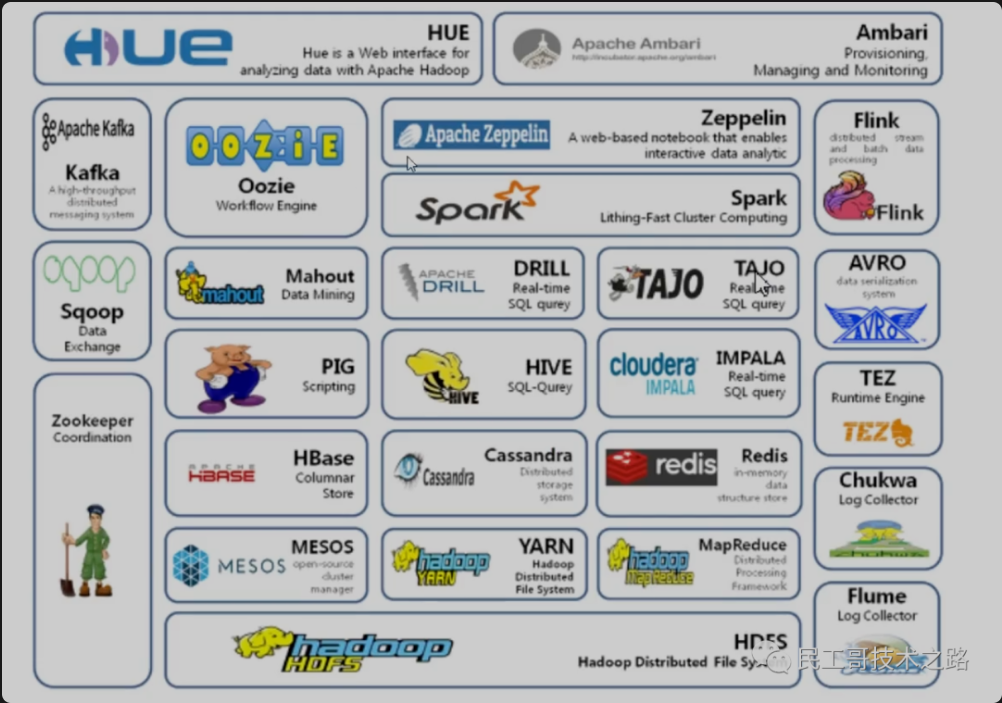 HUE
HUE
Hue is a Web interface for
analyzing data with Apache Hadoop
Apache Ambari
http://incubator.apache.org/ambari
Ambari
Provisioning,
Managing and Monitoring
Apache Kafka
Kafka
A high-throughput
distributed
messaging system
OOZIE
Oozie
Workflow Engine
Apache Zeppelin
Zeppelin
A web-based notebook that enables
interactive data analytic
Spark
Spark
Lithing-Fast Cluster Computing
Flink
distributed stream
and batch data
processing
Flink
sqoop
Sqoop
Data
Exchange
mahout
Mahout
Data Mining
APACHE
DRILL
DRILL
Real-time
SQL qurey
TAJO
TAJO
SQL qurey
AVRO
data serialization
system
AVRO
PIG
Scripting
HIVE
HIVE
SQL-Qurey
cloudera
IMPALA
IMPALA
Real-time
SQL qurey
TEZ
Runtime Engine
TEZ
Zookeeper
Coordination
APACHE
HBASE
HBase
Columnar
Store
Cassandra
Cassandra
Distributed
storage
system
redis
Redis
in-memory
data
structure store
Chukwa
Log Collector
chukwa
MESOS
MESOS
open-source
cluster
manager
hadoop
YARN
YARN
Hadoop
Distributed
File System
hadoop
MapReduce
MapReduce
Distributed
Processing
Framework
Flume
Log Collector
hadoop
HDFS
HDFS
Hadoop Distributed File
民工哥技术之路